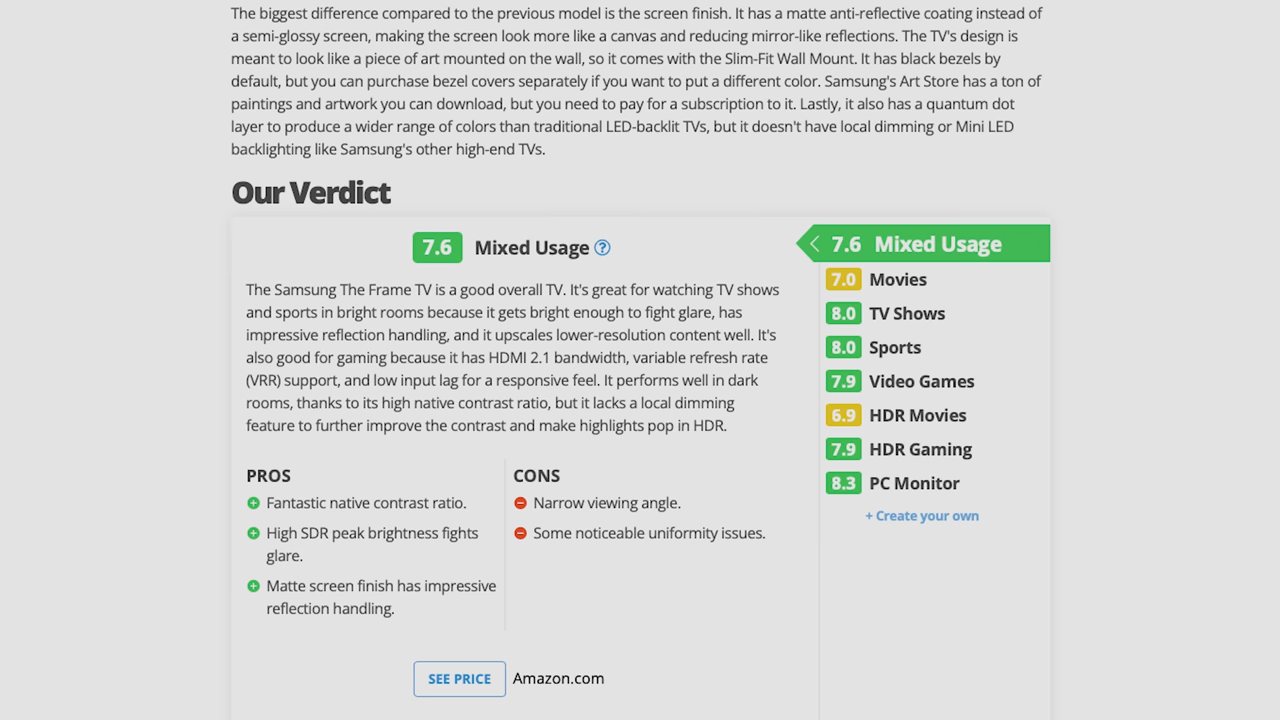 The biggest difference compared to the previous model is the screen finish. It has a matte anti-reflective coating instead of
a semi-glossy screen, making the screen look more like a canvas and reducing mirror-like reflections. The TV's design is
meant to look like a piece of art mounted on the wall, so it comes with the Slim-Fit Wall Mount. It has black bezels by
default, but you can purchase bezel covers separately if you want to put a different color. Samsung's Art Store has a ton of
paintings and artwork you can download, but you need to pay for a subscription to it. Lastly, it also has a quantum dot
layer to produce a wider range of colors than traditional LED-backlit TVs, but it doesn't have local dimming or Mini LED
backlighting like Samsung's other high-end TVs.
Our Verdict
7.6 Mixed Usage ?
The Samsung The Frame TV is a good overall TV. It's great for watching TV shows
and sports in bright rooms because it gets bright enough to fight glare, has
impressive reflection handling, and it upscales lower-resolution content well. It's
also good for gaming because it has HDMI 2.1 bandwidth, variable refresh rate
(VRR) support, and low input lag for a responsive feel. It performs well in dark
rooms, thanks to its high native contrast ratio, but it lacks a local dimming
feature to further improve the contrast and make highlights pop in HDR.
PROS
Fantastic native contrast ratio.
High SDR peak brightness fights
glare.
Matte screen finish has impressive
reflection handling.
CONS
Narrow viewing angle.
Some noticeable uniformity issues.
SEE PRICE Amazon.com
7.6 Mixed Usage
7.0 Movies
8.0 TV Shows
8.0 Sports
7.9 Video Games
6.9 HDR Movies
7.9 HDR Gaming
8.3 PC Monitor
+ Create your own